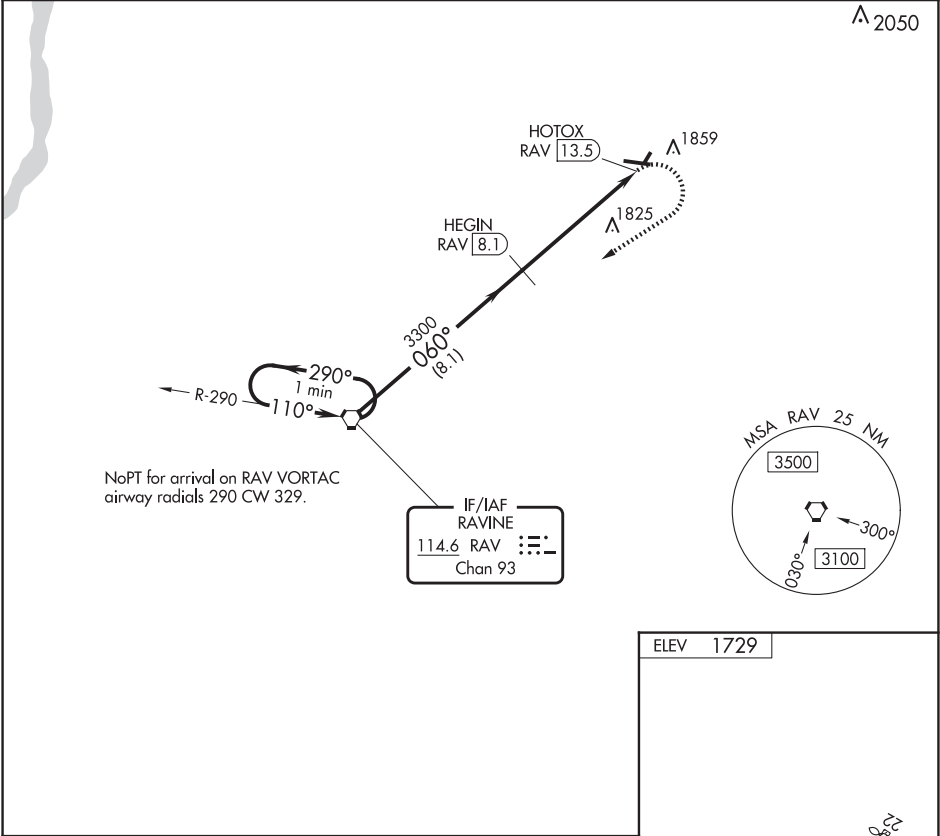 2050
HOTOX
RAV 13.5
1859
1825
HEGIN
RAV 8.1
3300
060°
(8.1)
290°
1 min
R-290
110°
NoPT for arrival on RAV VORTAC
airway radials 290 CW 329.
IF/IAF
RAVINE
114.6 RAV
Chan 93
MSA RAV 25 NM
3500
300°
030°
3100
ELEV 1729
22